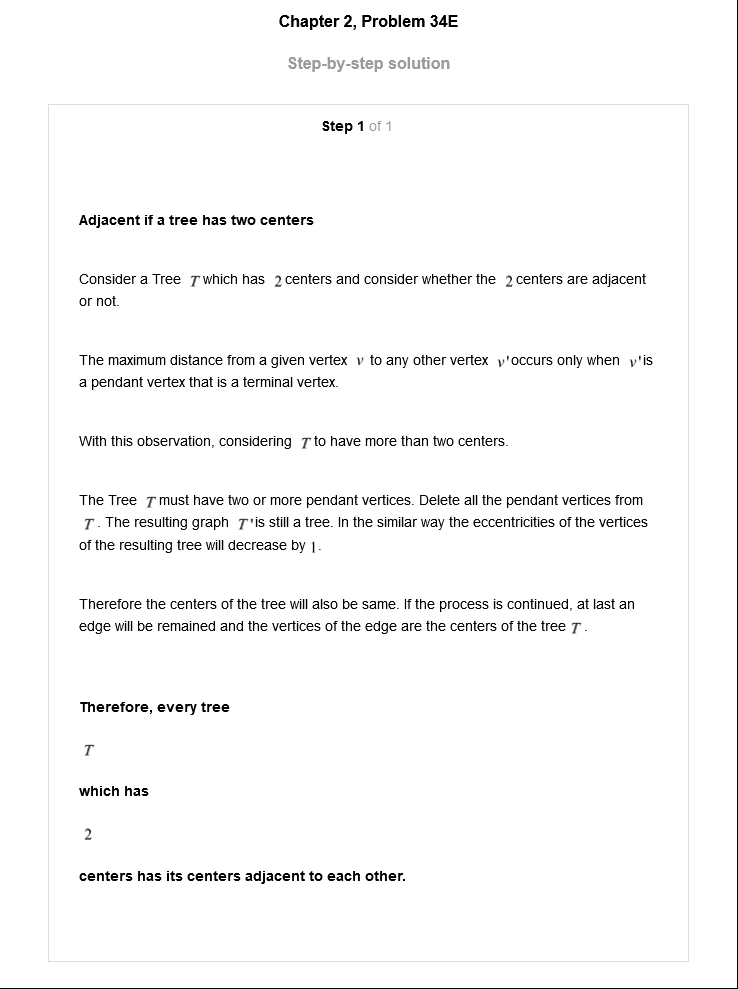 Chapter 2, Problem 34E
Step-by-step solution
Step 1 of 1
Adjacent if a tree has two centers
Consider a Tree T which has 2 centers and consider whether the 2 centers are adjacent
or not.
The maximum distance from a given vertex v to any other vertex v' occurs only when v' is
a pendant vertex that is a terminal vertex.
With this observation, considering T to have more than two centers.
The Tree T must have two or more pendant vertices. Delete all the pendant vertices from
T. The resulting graph T' is still a tree. In the similar way the eccentricities of the vertices
of the resulting tree will decrease by 1.
Therefore the centers of the tree will also be same. If the process is continued, at last an
edge will be remained and the vertices of the edge are the centers of the tree T.
Therefore, every tree
T
which has
2
centers has its centers adjacent to each other.